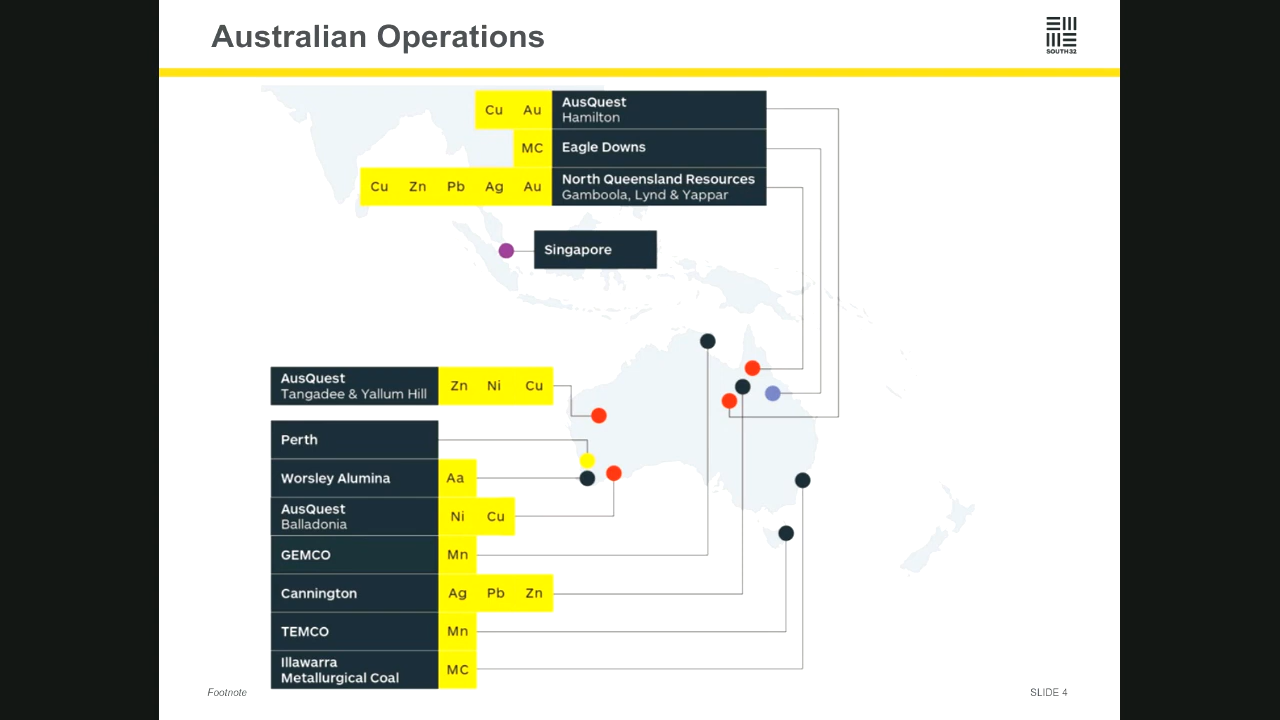 Australian Operations
SOUTH32
Cu Au AusQuest
Hamilton
MC Eagle Downs
Cu Zn Pb Ag Au North Queensland Resources
Gamboola, Lynd & Yappar
Singapore
AusQuest
Tangadee & Yallum Hill Zn Ni Cu
Perth
Worsley Alumina Aa
AusQuest
Balladonia Ni Cu
GEMCO Mn
Cannington Ag Pb Zn
TEMCO Mn
Illawarra
Metallurgical Coal MC
Footnote
SLIDE 4